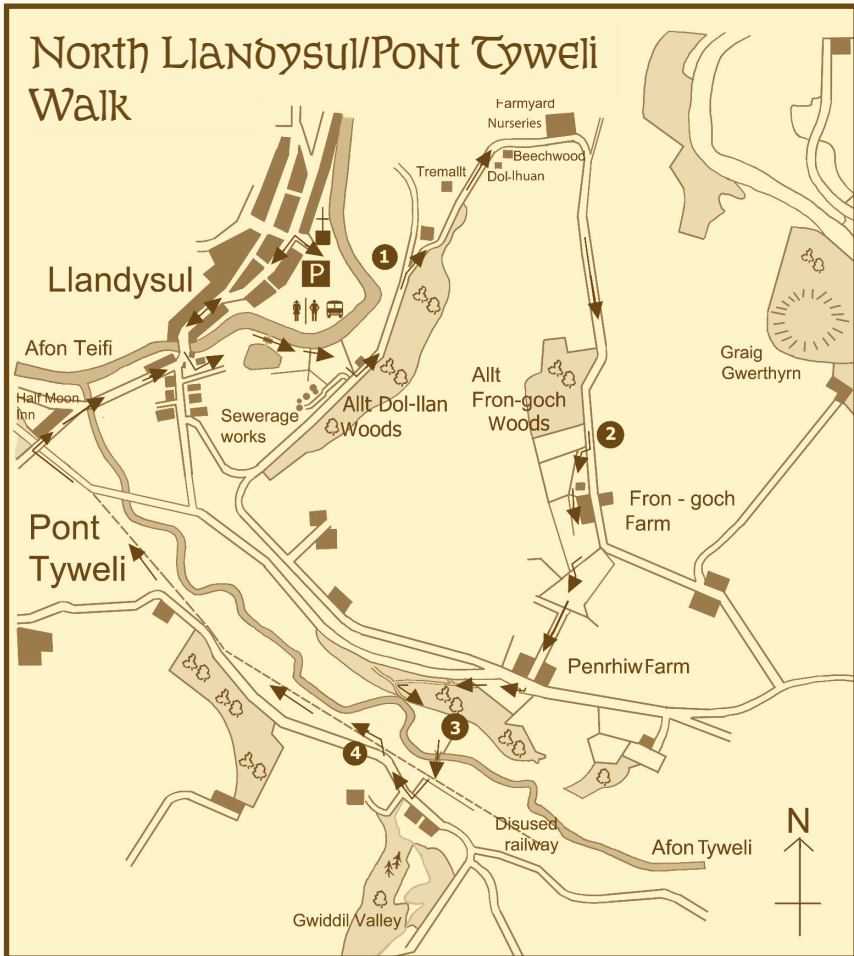 North Llandysul/Pont Tyweli
Walk
Farmyard
Nurseries
Beechwood
Dol-lhuan
Tremallt
1
P
Llandysul
Afon Teifi
Half Moon
Inn
Sewerage
works
Allt Dol-llan
Woods
Allt
Fron-goch
Woods
Graig
Gwerthyrn
2
Fron - goch
Farm
Pont
Tyweli
Penrhiw Farm
3
4
Disused
railway
Afon Tyweli
N
Gwiddil Valley